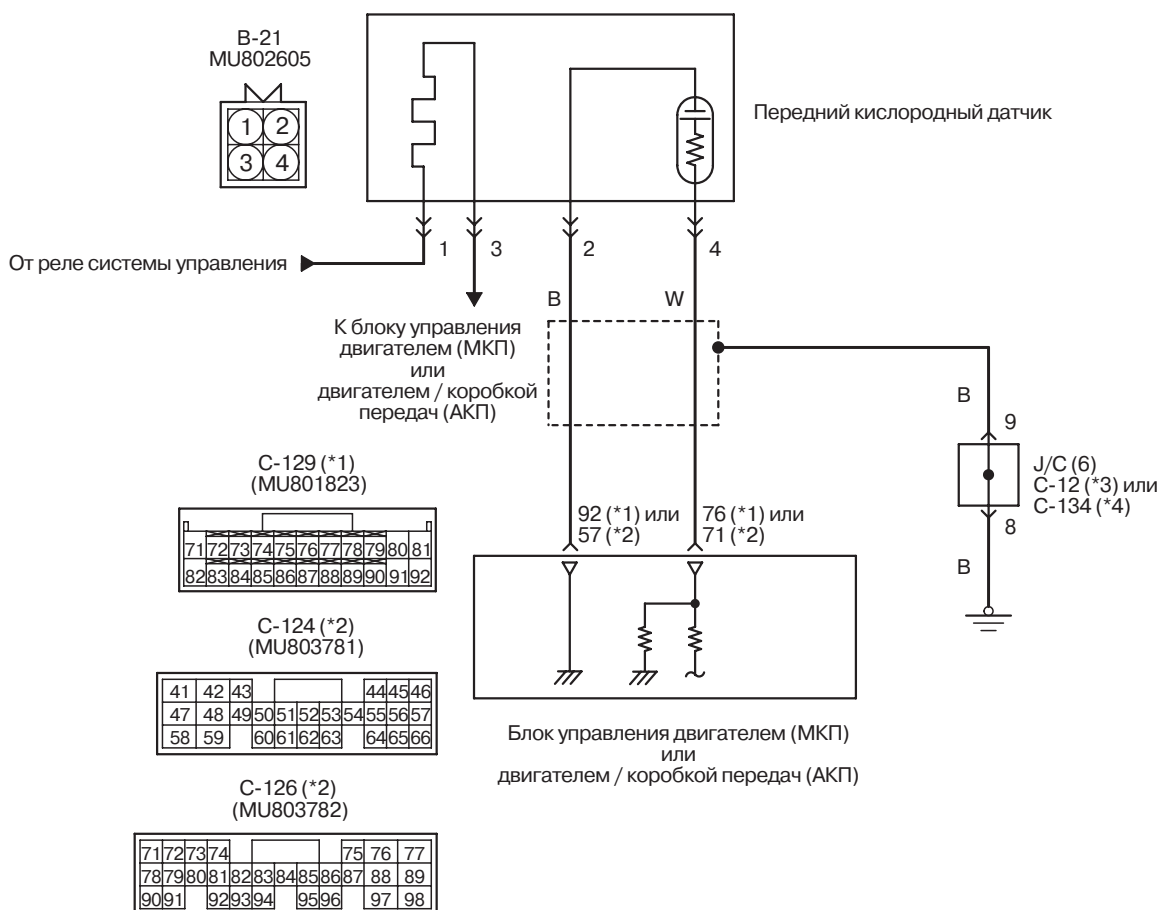 B-21
MU802605
1 2
3 4
Передний кислородный датчик
1 3 2 4
От реле системы управления
B W
К блоку управления
двигателем (МКП)
или
двигателем / коробкой
передач (АКП)
B
9
J/C (6)
C-12 (*3) или
C-134 (*4)
8
B
C-129 (*1)
(MU801823)
71 72 73 74 75 76 77 78 79 80 81
82 83 84 85 86 87 88 89 90 91 92
92 (*1) или
57 (*2)
76 (*1) или
71 (*2)
C-124 (*2)
(MU803781)
41 42 43 44 45 46
47 48 49 50 51 52 53 54 55 56 57
58 59 60 61 62 63 64 65 66
Блок управления двигателем (МКП)
или
двигателем / коробкой передач (АКП)
C-126 (*2)
(MU803782)
71 72 73 74 75 76 77
78 79 80 81 82 83 84 85 86 87 88 89
90 91 92 93 94 95 96 97 98